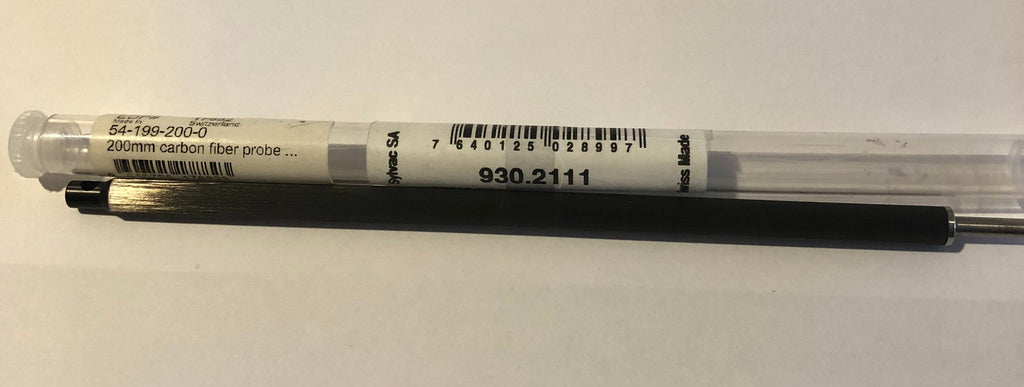 Made in Switzerland
54-199-200-0
200mm carbon fiber probe ...
Sylvac SA
7 640125 028997
930.2111
Swiss Made